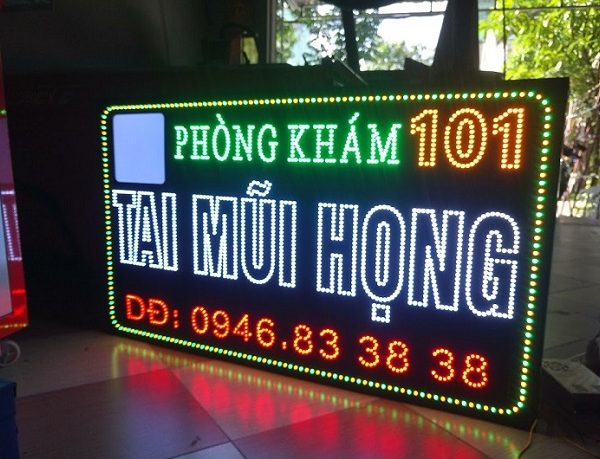 PHÒNG KHÁM 101
TAI MŨI HỌNG
DĐ: 0946.83 38 38